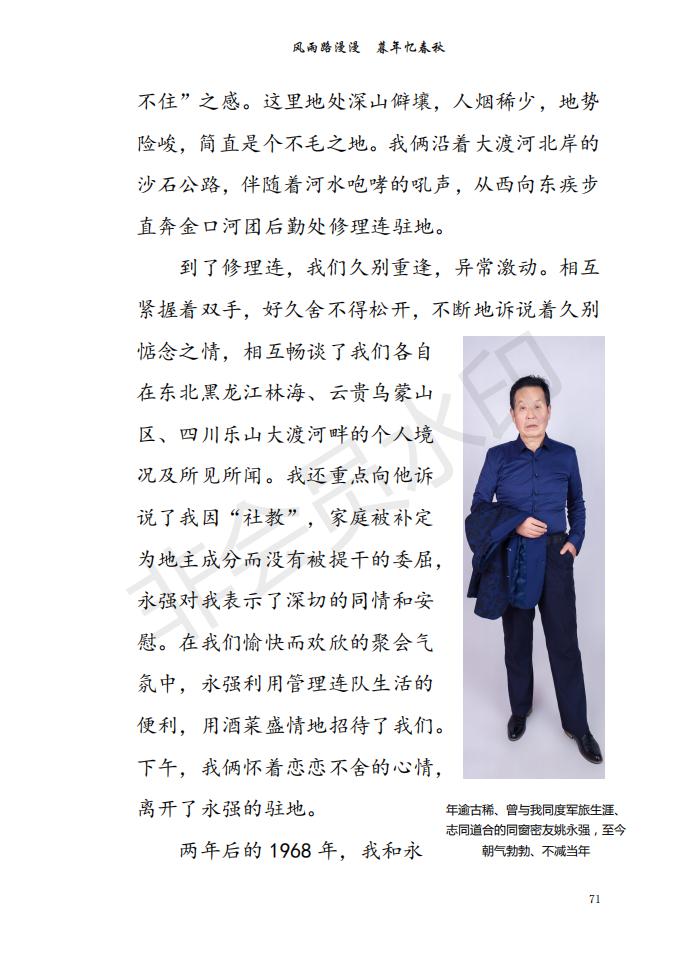 风雨路漫漫 暮年忆春秋
不住”之感。这里地处深山僻壤，人烟稀少，地势
险峻，简直是个不毛之地。我俩沿着大渡河北岸的
沙石公路，伴随着河水咆哮的吼声，从西向东疾步
直奔金口河团后勤处修理连驻地。
到了修理连，我们久别重逢，异常激动。相互
紧握着双手，好久舍不得松开，不断地诉说着久别
惦念之情，相互畅谈了我们各自
在东北黑龙江林海、云贵乌蒙山
区、四川乐山大渡河畔的个人境
况及所见所闻。我还重点向他诉
说了我因“社教”，家庭被补定
为地主成分而没有被提干的委屈，
永强对我表示了深切的同情和安
慰。在我们愉快而欢欣的聚会气
氛中，永强利用管理连队生活的
便利，用酒菜盛情地招待了我们。
下午，我俩怀着恋恋不舍的心情，
离开了永强的驻地。
两年后的1968年，我和永
年逾古稀、曾与我同度军旅生涯、
志同道合的同窗密友姚永强，至今
朝气勃勃、不减当年
非会员水印
71